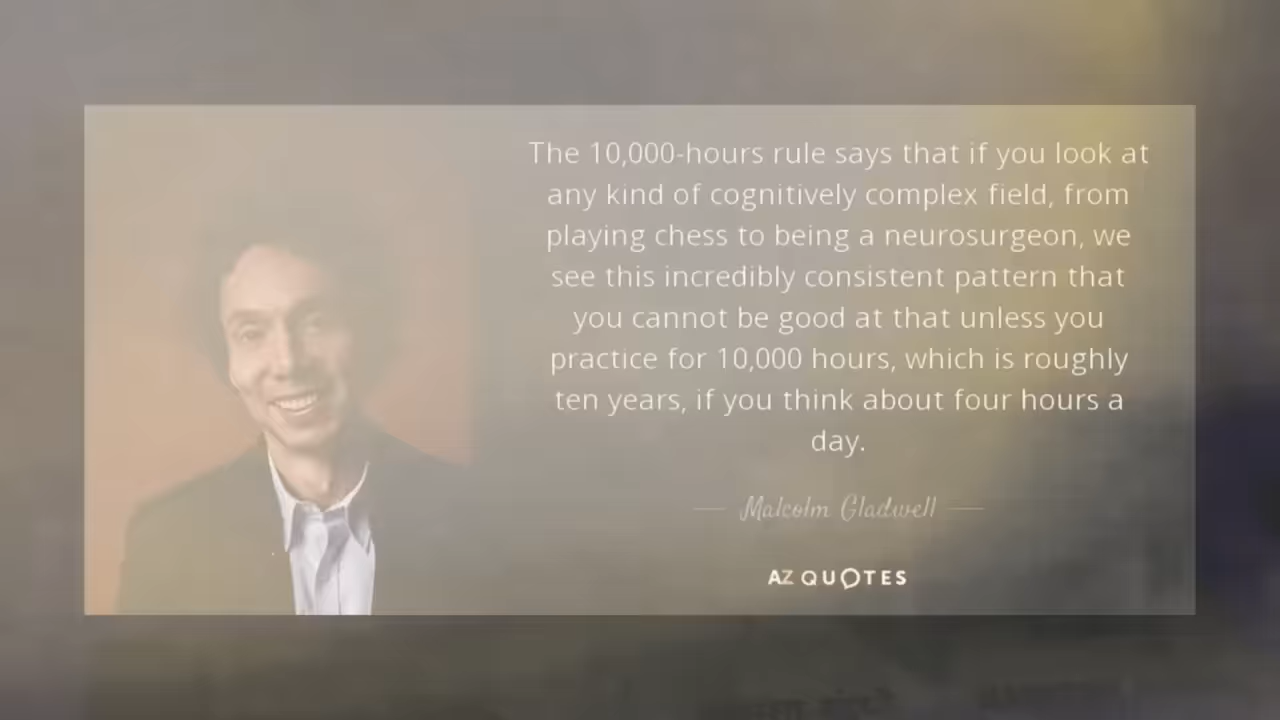 The 10,000-hours rule says that if you look at
any kind of cognitively complex field, from
playing chess to being a neurosurgeon, we
see this incredibly consistent pattern that
you cannot be good at that unless you
practice for 10,000 hours, which is roughly
ten years, if you think about four hours a
day.
Malcolm Gladwell
AZ QUOTES